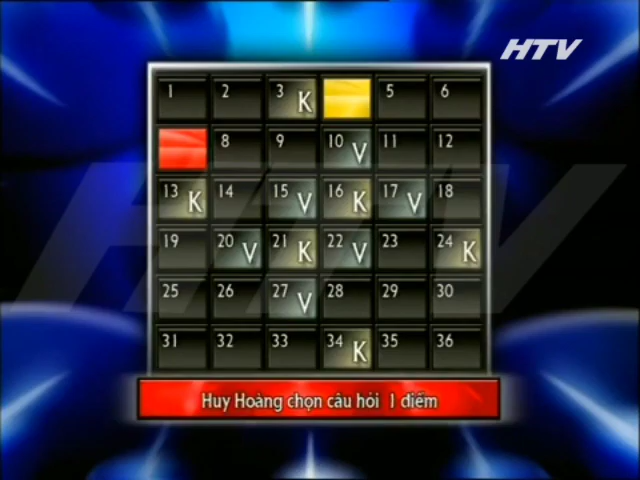 HTV
1 2 3 K 5 6
8 9 10 V 11 12
13 K 14 15 V 16 K 17 V 18
19 20 V 21 K 22 V 23 24 K
25 26 27 V 28 29 30
31 32 33 34 K 35 36
Huy Hoàng chọn câu hỏi 1 điểm
HTV